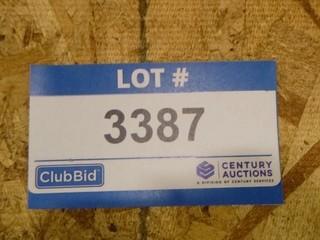 LOT #
3387
ClubBid
CENTURY
AUCTIONS
A DIVISION OF CENTURY SERVICES